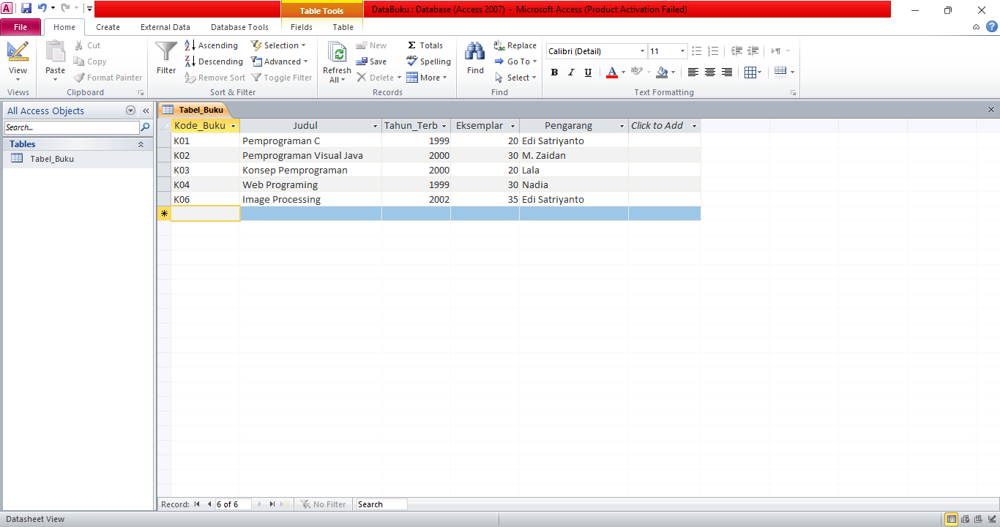 Table Tools
DataBuku : Database (Access 2007) - Microsoft Access (Product Activation Failed)
File Home Create External Data Database Tools Fields Table
View
Views
Paste
Cut
Copy
Format Painter
Clipboard
Filter
Ascending
Descending
Remove Sort
Selection
Advanced
Toggle Filter
Sort & Filter
Refresh
All
New
Save
Delete
Totals
Spelling
More
Records
Find
Replace
Go To
Select
Find
Calibri (Detail) 11
B I U A
Text Formatting
All Access Objects
Search...
Tables
Tabel_Buku
Tabel_Buku
Kode_Buku Judul Tahun_Terb Eksemplar Pengarang Click to Add
K01 Pemprograman C 1999 20 Edi Satriyanto
K02 Pemprograman Visual Java 2000 30 M. Zaidan
K03 Konsep Pemprograman 2000 20 Lala
K04 Web Programing 1999 30 Nadia
K06 Image Processing 2002 35 Edi Satriyanto
Record: 6 of 6 No Filter Search
Datasheet View